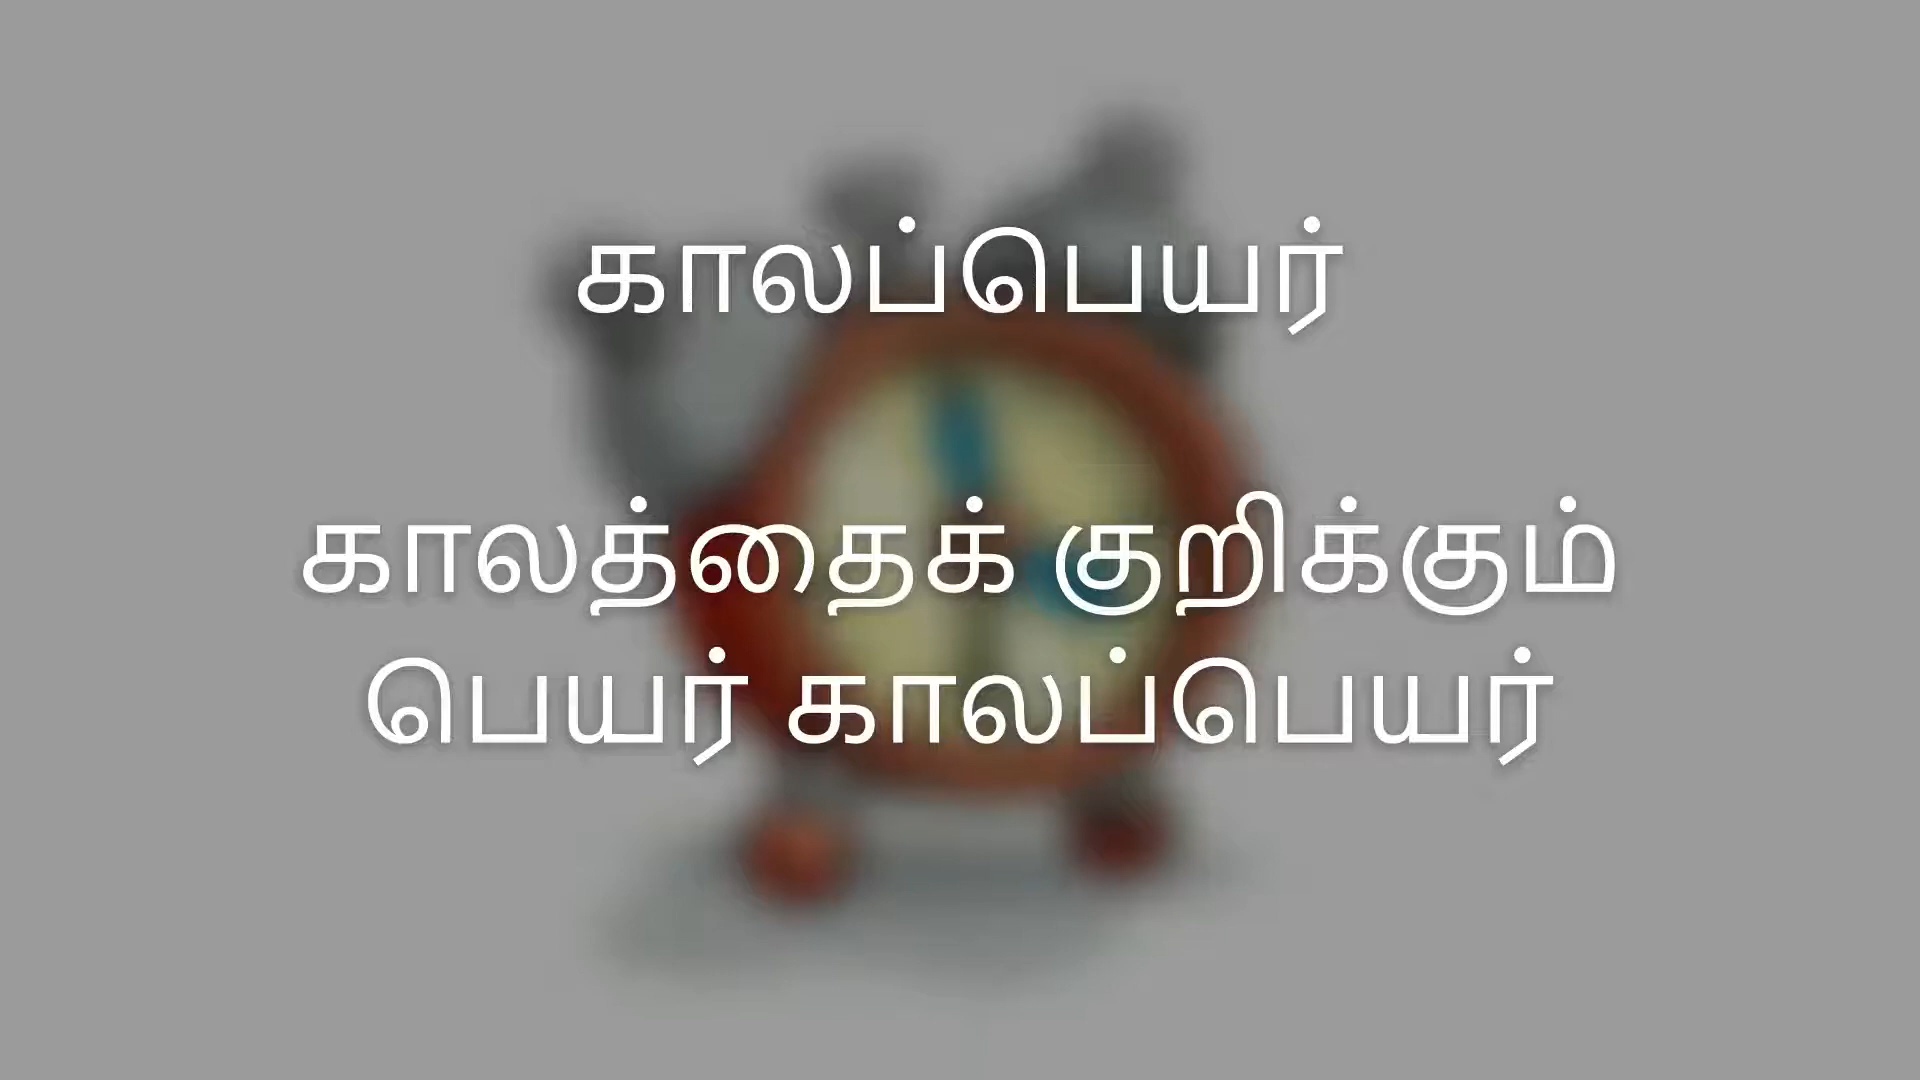 காலப்பெயர்
காலத்தைக் குறிக்கும்
பெயர் காலப்பெயர்